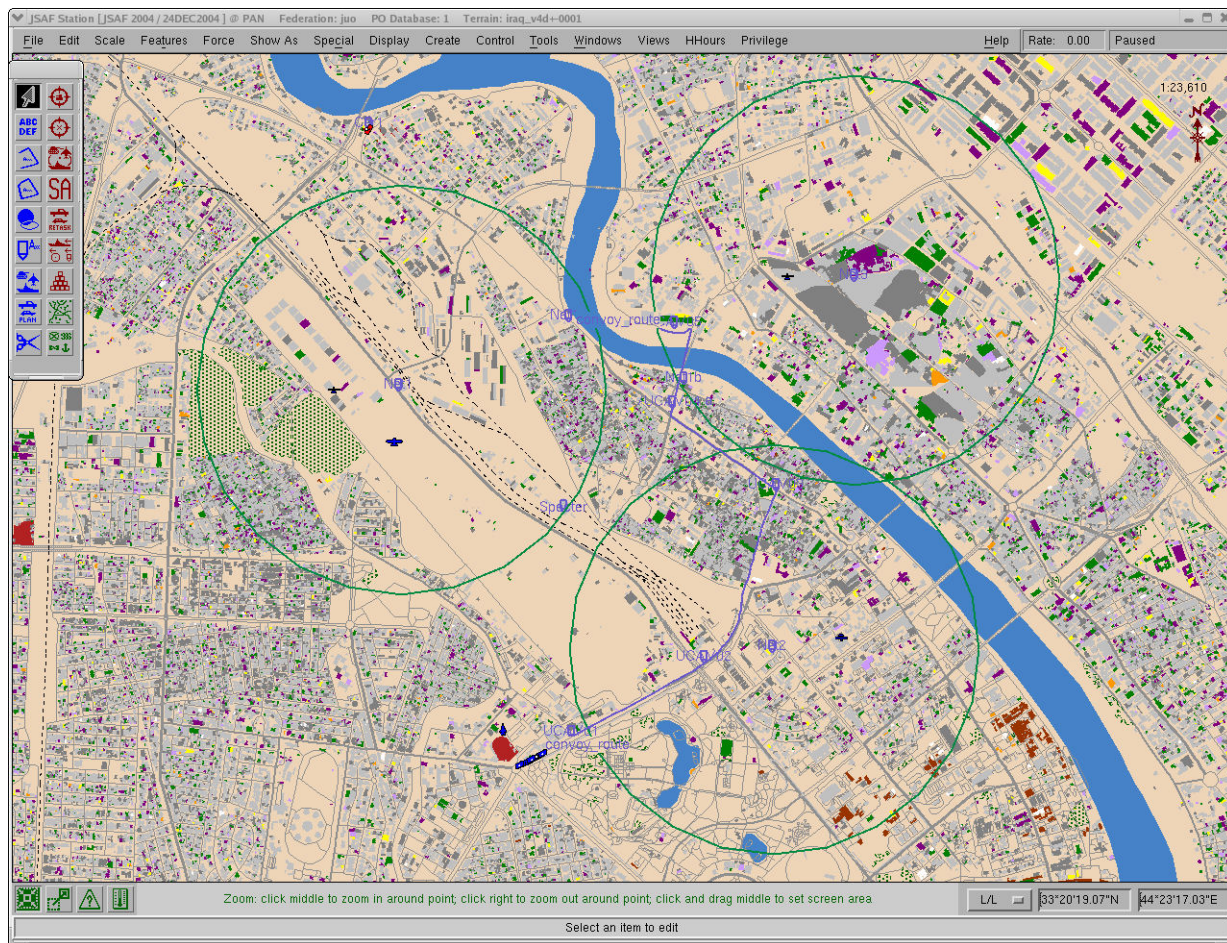 JSAF Station [JSAF 2004 / 24DEC2004 ] @ PAN Federation: juo PO Database: 1 Terrain: iraq_v4d+-0001
File Edit Scale Features Force Show As Special Display Create Control Tools Windows Views HHours Privilege Help Rate: 0.00 Paused
1:23,610
N
ABC
DEF
SA
RETASK
PLAN
convoy_route
Specter
convoy_route
Zoom: click middle to zoom in around point; click right to zoom out around point; click and drag middle to set screen area
L/L 33°20'19.07"N 44°23'17.03"E
Select an item to edit